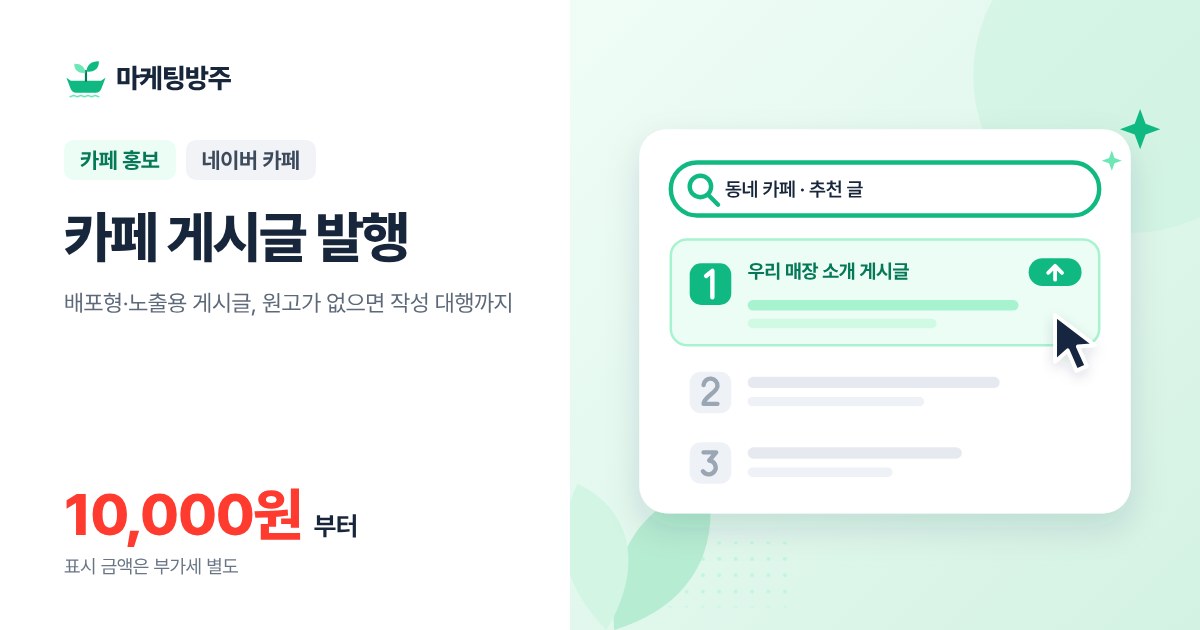 마케팅방주
카페 홍보
네이버 카페
카페 게시글 발행
배포형·노출용 게시글, 원고가 없으면 작성 대행까지
10,000원 부터
표시 금액은 부가세 별도
동네 카페 · 추천 글
1
우리 매장 소개 게시글
2
3